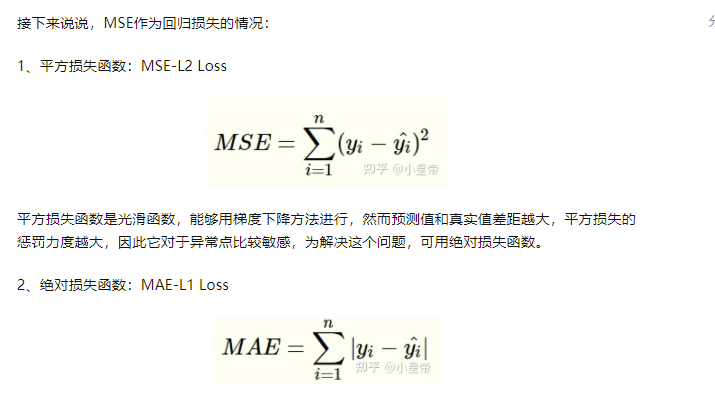 接下来说说，MSE作为回归损失的情况：
1、平方损失函数：MSE-L2 Loss
MSE = \sum_{i=1}^{n} (y_i - \hat{y_i})^2
知乎 @小皇帝
平方损失函数是光滑函数，能够用梯度下降方法进行，然而预测值和真实值差距越大，平方损失的
惩罚力度越大，因此它对于异常点比较敏感，为解决这个问题，可用绝对损失函数。
2、绝对损失函数：MAE-L1 Loss
MAE = \sum_{i=1}^{n} |y_i - \hat{y_i}|
知乎 @小皇帝